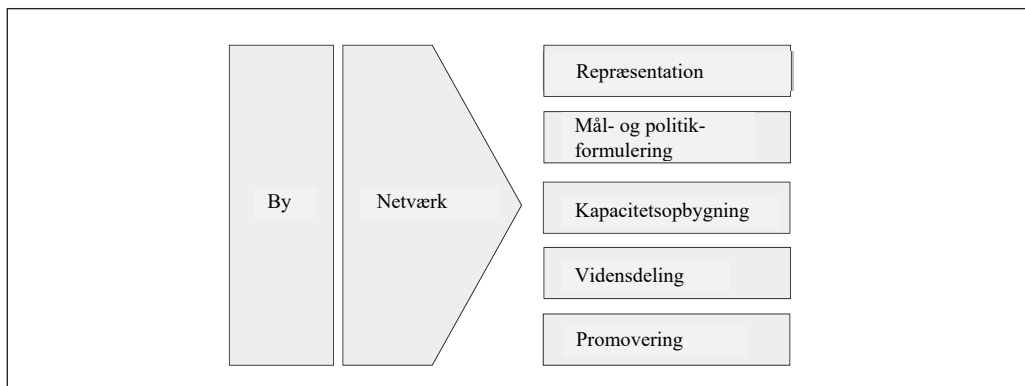 By
Netværk
Repræsentation
Mål- og politik-
formulering
Kapacitetsopbygning
Vidensdeling
Promovering